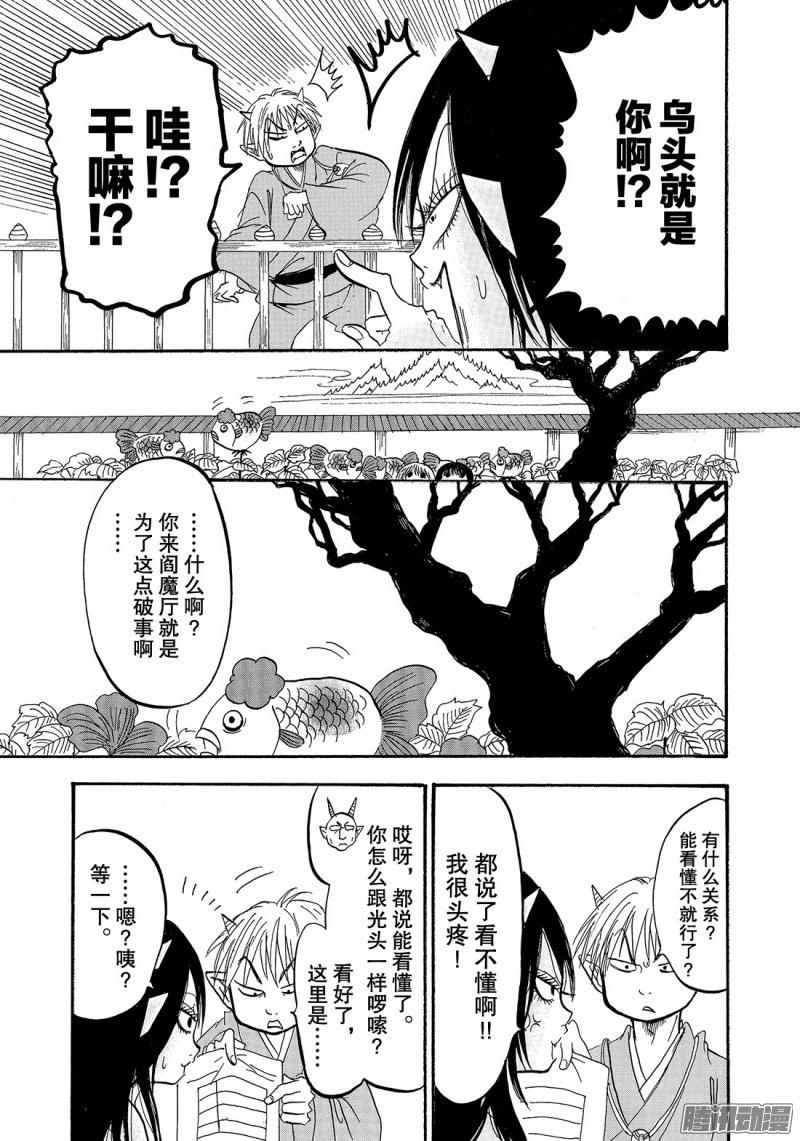 乌头就是
你啊!?
哇!?
干嘛!?
……什么啊?
你来阎魔厅就是
为了这点破事啊
……
有什么关系?
能看懂不就行了?
都说了看不懂啊!!
我很头疼!
哎呀,都说能看懂了。
你怎么跟光头一样啰嗦?
看好了,
这里是……
……嗯?咦?
等一下。
腾讯动漫